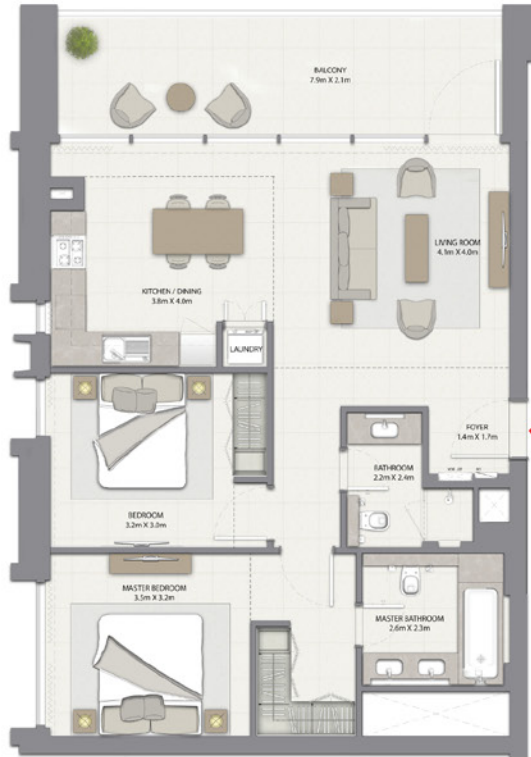 BALCONY
7.9m X 2.1m
LIVING ROOM
4.1m X 4.0m
KITCHEN / DINING
3.8m X 4.0m
LAUNDRY
FOYER
1.4m X 1.7m
BATHROOM
2.2m X 2.4m
BEDROOM
3.2m X 3.0m
MASTER BEDROOM
3.5m X 3.2m
MASTER BATHROOM
2.6m X 2.3m